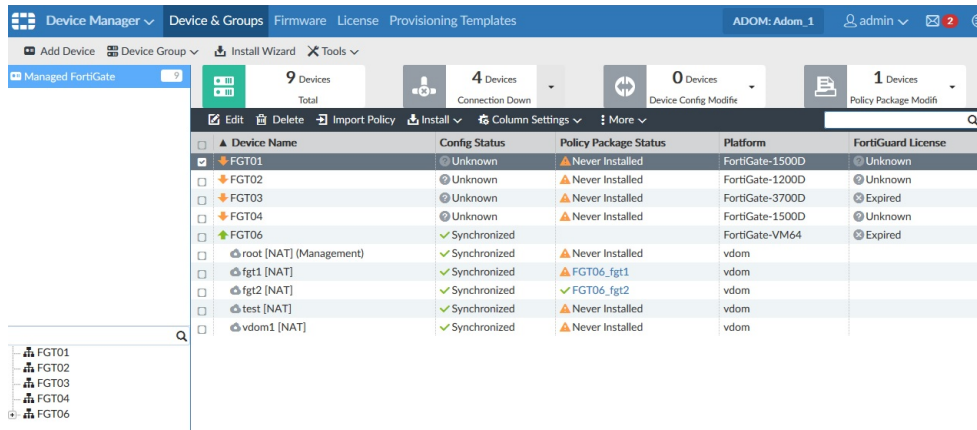 Device Manager Device & Groups Firmware License Provisioning Templates ADOM: Adom_1 admin 2
Add Device Device Group Install Wizard Tools
Managed FortiGate 9
9 Devices
Total
4 Devices
Connection Down
0 Devices
Device Config Modifie
1 Devices
Policy Package Modifi
Edit Delete Import Policy Install Column Settings More
Device Name Config Status Policy Package Status Platform FortiGuard License
FGT01 Unknown Never Installed FortiGate-1500D Unknown
FGT02 Unknown Never Installed FortiGate-1200D Unknown
FGT03 Unknown Never Installed FortiGate-3700D Expired
FGT04 Unknown Never Installed FortiGate-1500D Unknown
FGT06 Synchronized FortiGate-VM64 Expired
root [NAT] (Management) Synchronized Never Installed vdom
fgt1 [NAT] Synchronized FGT06_fgt1 vdom
fgt2 [NAT] Synchronized FGT06_fgt2 vdom
test [NAT] Synchronized Never Installed vdom
vdom1 [NAT] Synchronized Never Installed vdom
FGT01
FGT02
FGT03
FGT04
FGT06